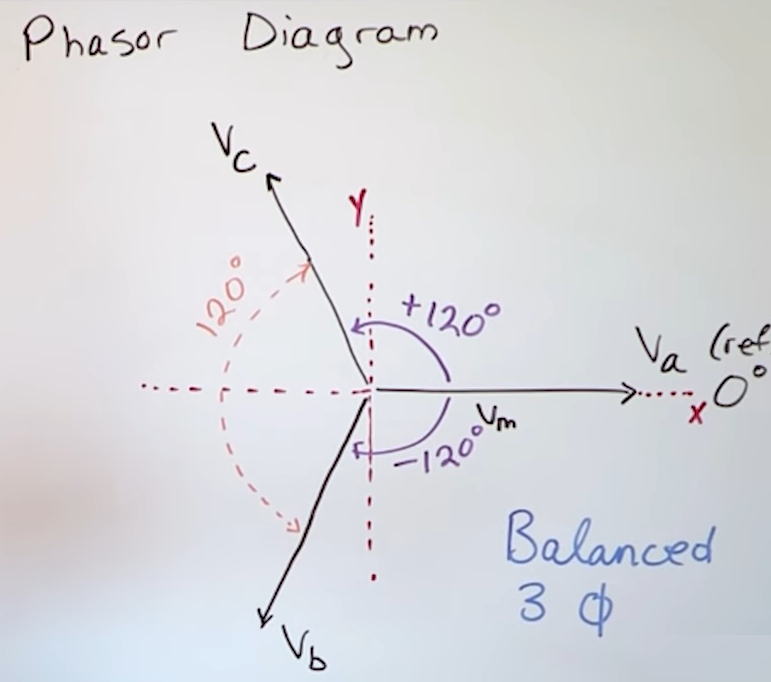 Phasor Diagram
Vc
Y
120°
+120°
Va (ref
0°
x
Vm
-120°
Balanced
3 ϕ
Vb